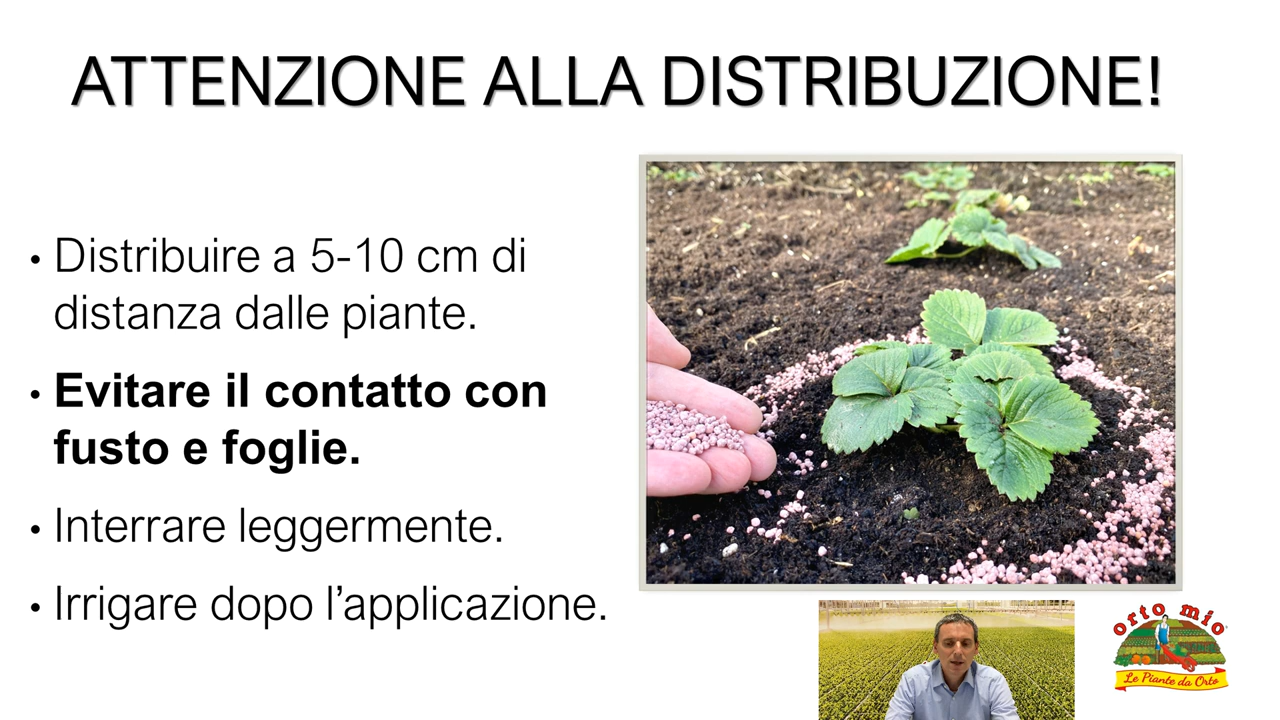 ATTENZIONE ALLA DISTRIBUZIONE!
• Distribuire a 5-10 cm di
distanza dalle piante.
• Evitare il contatto con
fusto e foglie.
• Interrare leggermente.
• Irrigare dopo l’applicazione.
orto mio
Le Piante da Orto